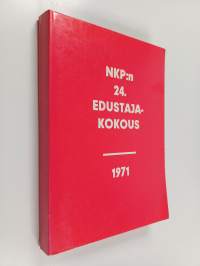 NKP:n
24.
EDUSTAJA-
KOKOUS
1971